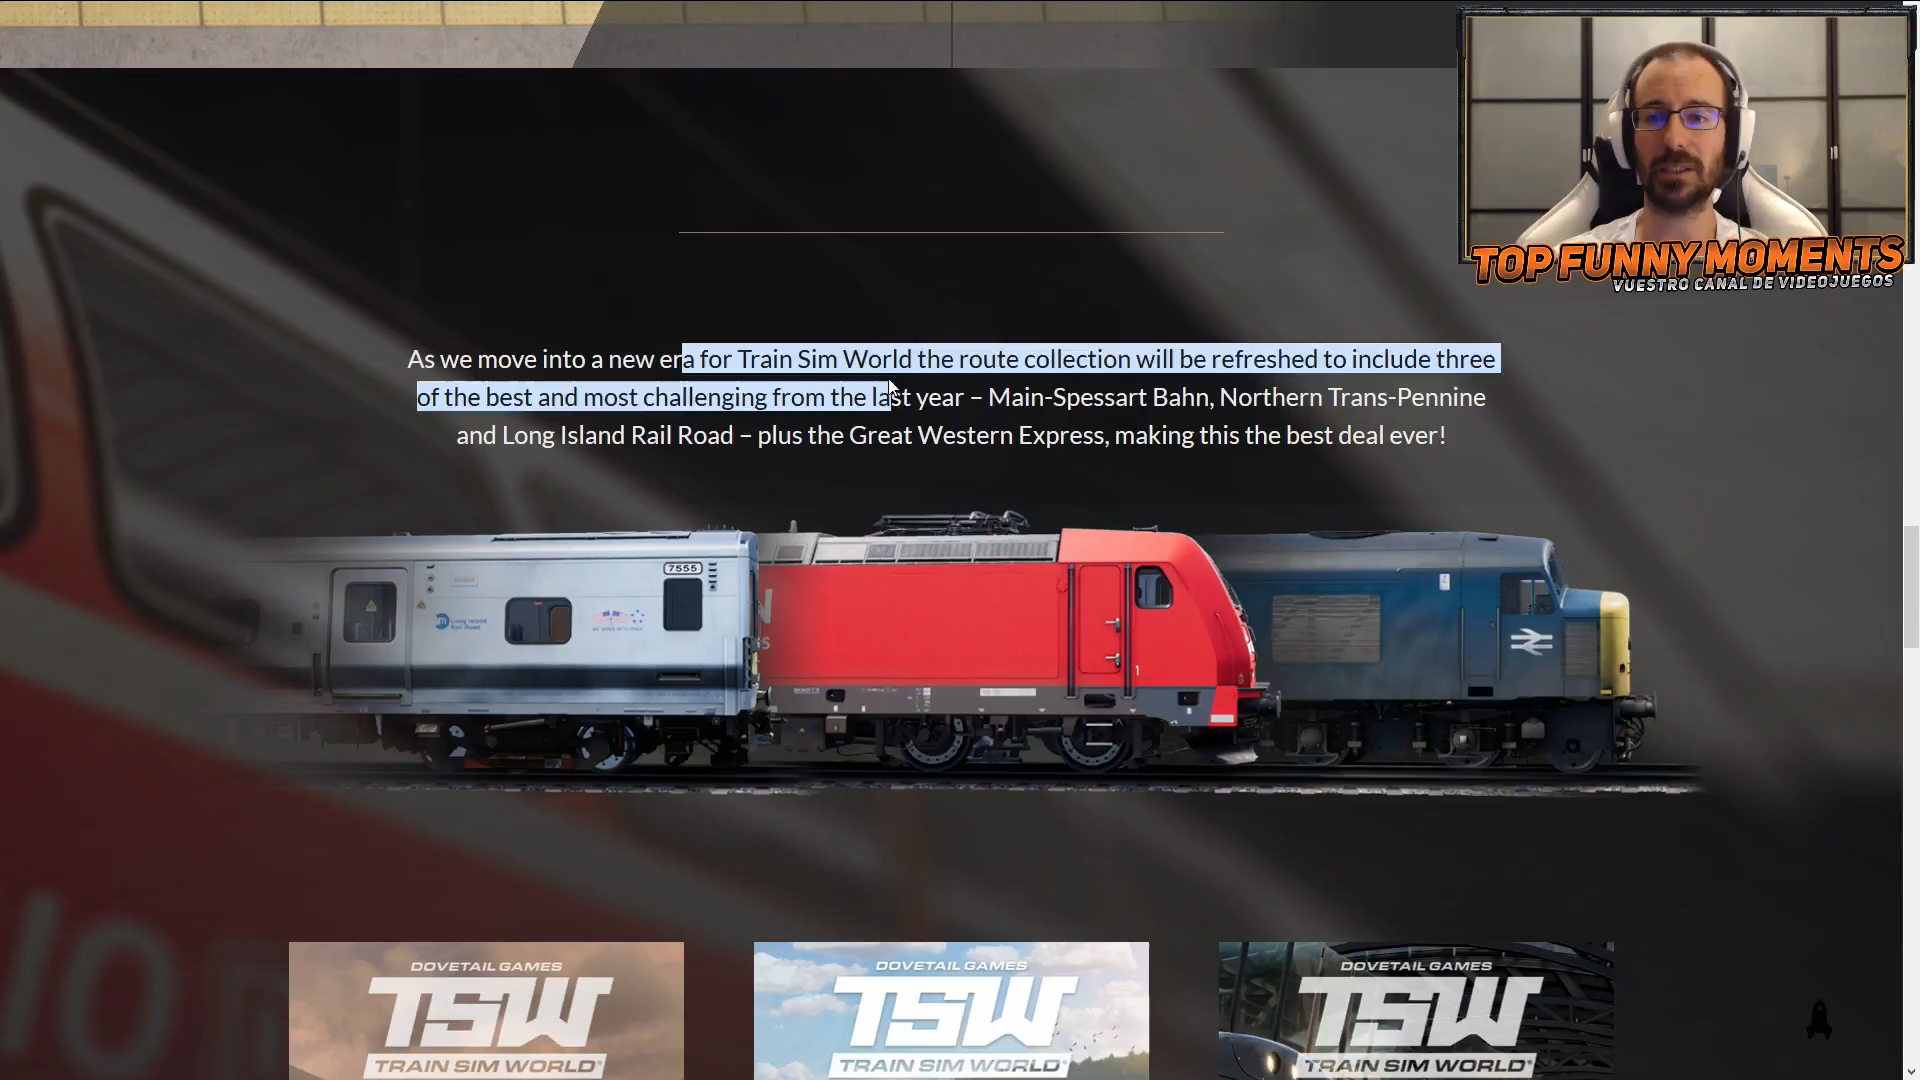 TOP FUNNY MOMENTS
VUESTRO CANAL DE VIDEOJUEGOS
As we move into a new era for Train Sim World the route collection will be refreshed to include three
of the best and most challenging from the last year – Main-Spessart Bahn, Northern Trans-Pennine
and Long Island Rail Road – plus the Great Western Express, making this the best deal ever!
7555
Long Island
Rail Road
DOVETAIL GAMES
TSW
TRAIN SIM WORLD
DOVETAIL GAMES
TSW
TRAIN SIM WORLD
DOVETAIL GAMES
TSW
TRAIN SIM WORLD